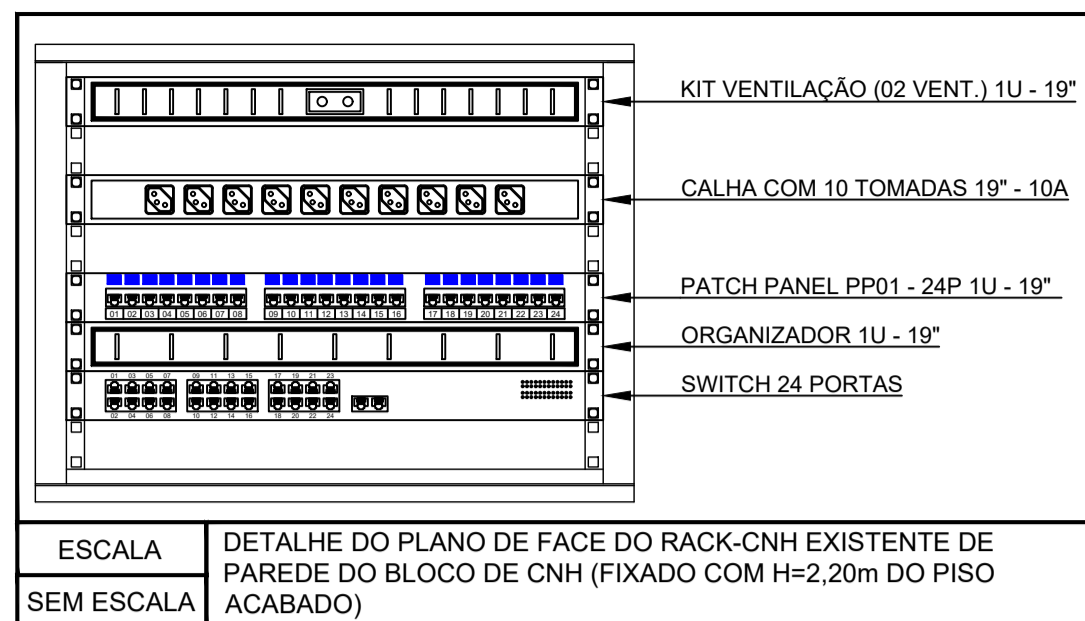 KIT VENTILAÇÃO (02 VENT.) 1U - 19"
CALHA COM 10 TOMADAS 19" - 10A
PATCH PANEL PP01 - 24P 1U - 19"
01 02 03 04 05 06 07 08 09 10 11 12 13 14 15 16 17 18 19 20 21 22 23 24
ORGANIZADOR 1U - 19"
01 03 05 07 09 11 13 15 17 19 21 23
SWITCH 24 PORTAS
02 04 06 08 10 12 14 16 18 20 22 24
ESCALA
SEM ESCALA
DETALHE DO PLANO DE FACE DO RACK-CNH EXISTENTE DE
PAREDE DO BLOCO DE CNH (FIXADO COM H=2,20m DO PISO
ACABADO)